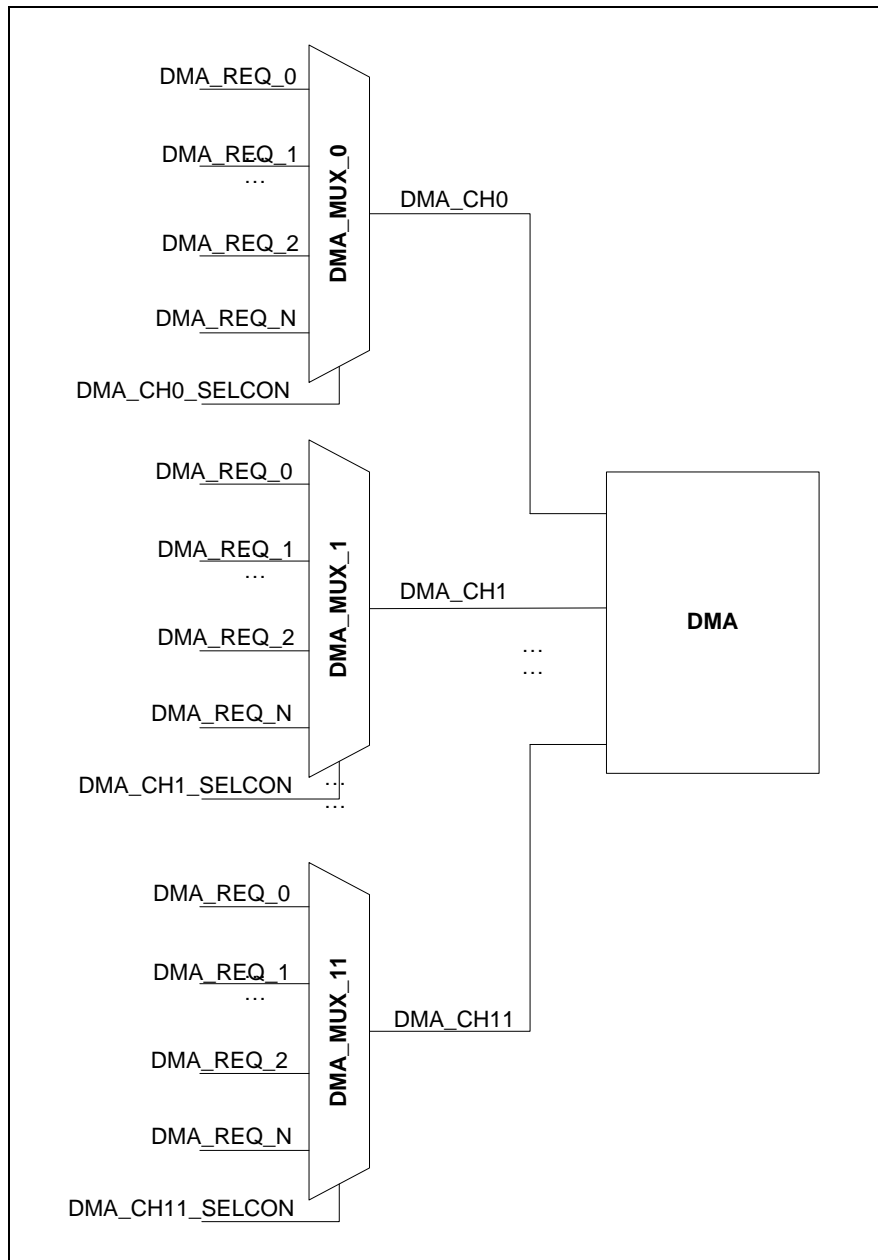 DMA_REQ_0
DMA_REQ_1
...
...
DMA_REQ_2
DMA_REQ_N
DMA_CH0_SELCON
DMA_MUX_0
DMA_CH0
DMA_REQ_0
DMA_REQ_1
...
...
DMA_REQ_2
DMA_REQ_N
DMA_CH1_SELCON
DMA_MUX_1
DMA_CH1
...
...
DMA
...
...
DMA_REQ_0
DMA_REQ_1
...
...
DMA_REQ_2
DMA_REQ_N
DMA_CH11_SELCON
DMA_MUX_11
DMA_CH11